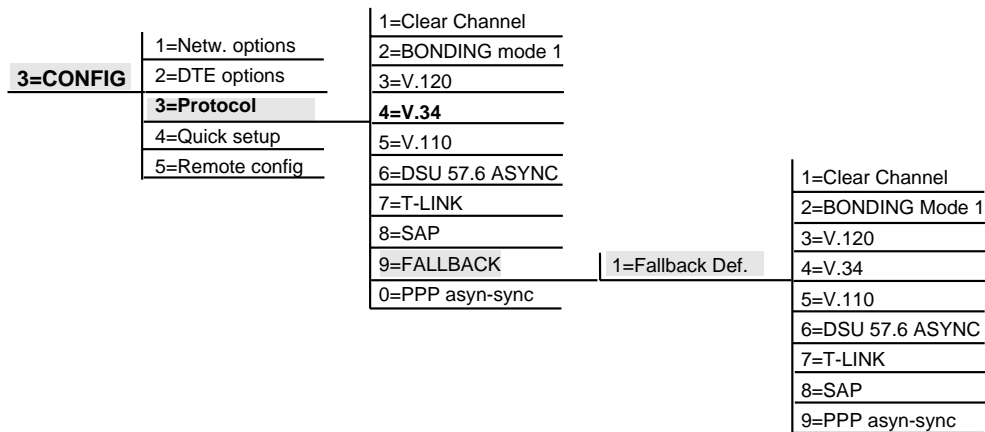 3=CONFIG
1=Netw. options
2=DTE options
3=Protocol
4=Quick setup
5=Remote config
1=Clear Channel
2=BONDING mode 1
3=V.120
4=V.34
5=V.110
6=DSU 57.6 ASYNC
7=T-LINK
8=SAP
9=FALLBACK
0=PPP asyn-sync
1=Fallback Def.
1=Clear Channel
2=BONDING Mode 1
3=V.120
4=V.34
5=V.110
6=DSU 57.6 ASYNC
7=T-LINK
8=SAP
9=PPP asyn-sync